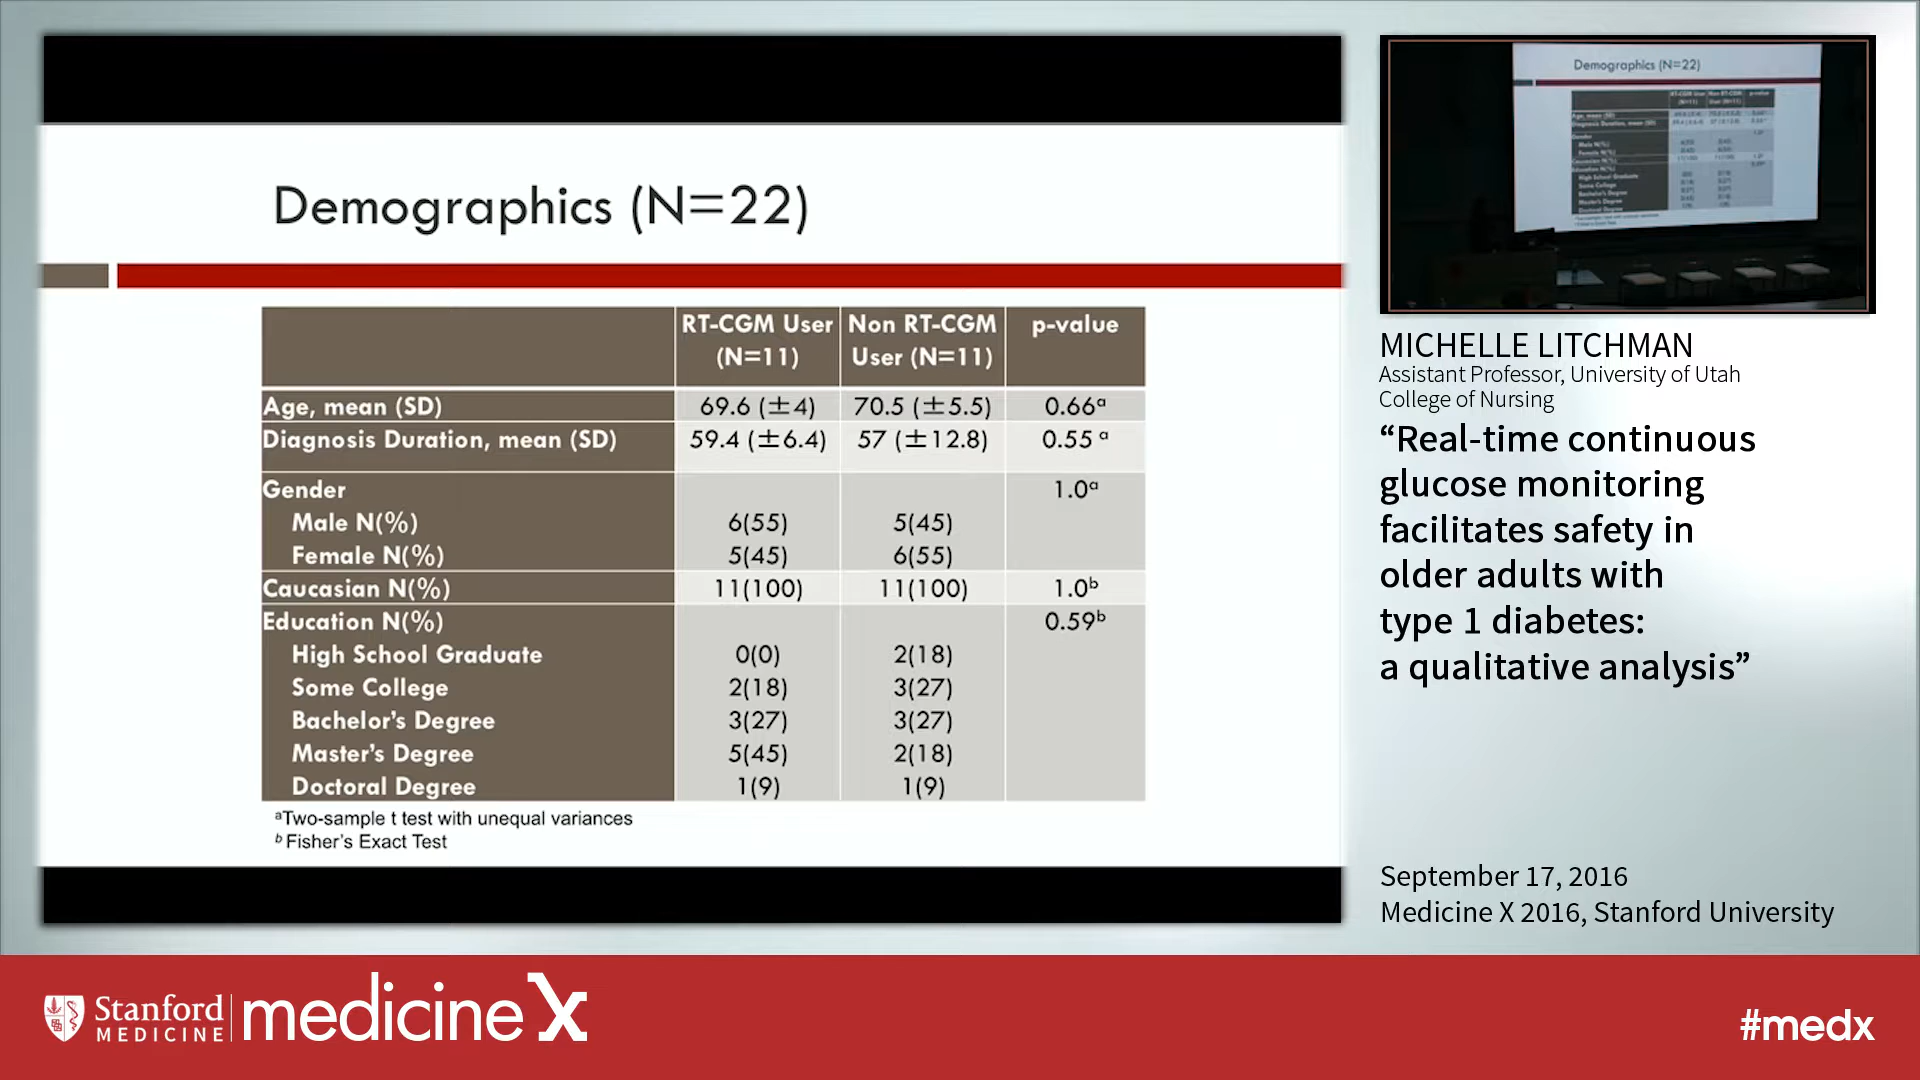 Demographics (N=22)
RT-CGM User (N=11) Non RT-CGM User (N=11) p-value
Age, mean (SD) 69.6 (±4) 70.5 (±5.5) 0.66ᵃ
Diagnosis Duration, mean (SD) 59.4 (±6.4) 57 (±12.8) 0.55 ᵃ
Gender 1.0ᵃ
Male N(%) 6(55) 5(45)
Female N(%) 5(45) 6(55)
Caucasian N(%) 11(100) 11(100) 1.0ᵇ
Education N(%) 0.59ᵇ
High School Graduate 0(0) 2(18)
Some College 2(18) 3(27)
Bachelor’s Degree 3(27) 3(27)
Master’s Degree 5(45) 2(18)
Doctoral Degree 1(9) 1(9)
ᵃTwo-sample t test with unequal variances
ᵇ Fisher’s Exact Test
Demographics (N=22)
MICHELLE LITCHMAN
Assistant Professor, University of Utah
College of Nursing
“Real-time continuous
glucose monitoring
facilitates safety in
older adults with
type 1 diabetes:
a qualitative analysis”
September 17, 2016
Medicine X 2016, Stanford University
Stanford
MEDICINE
medicine X
#medx